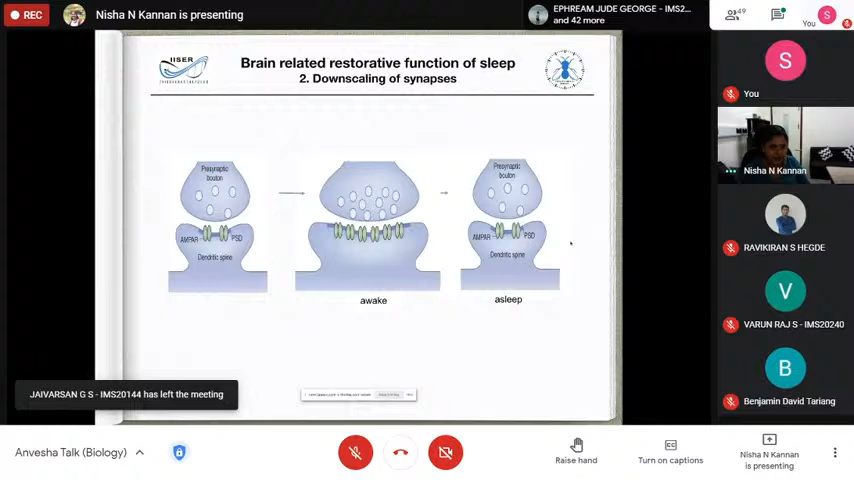 REC
Nisha N Kannan is presenting
EPHREAM JUDE GEORGE - IMS2...
and 42 more
49
You
S
IISER
Brain related restorative function of sleep
2. Downscaling of synapses
Presynaptic
bouton
AMPAR
PSD
Dendritic spine
awake
Presynaptic
bouton
AMPAR
PSD
Dendritic spine
asleep
S
You
Nisha N Kannan
RAVIKIRAN S HEGDE
V
VARUN RAJ S - IMS20240
B
Benjamin David Tariang
JAIVARSAN G S - IMS20144 has left the meeting
Anvesha Talk (Biology)
Raise hand
Turn on captions
Nisha N Kannan
is presenting